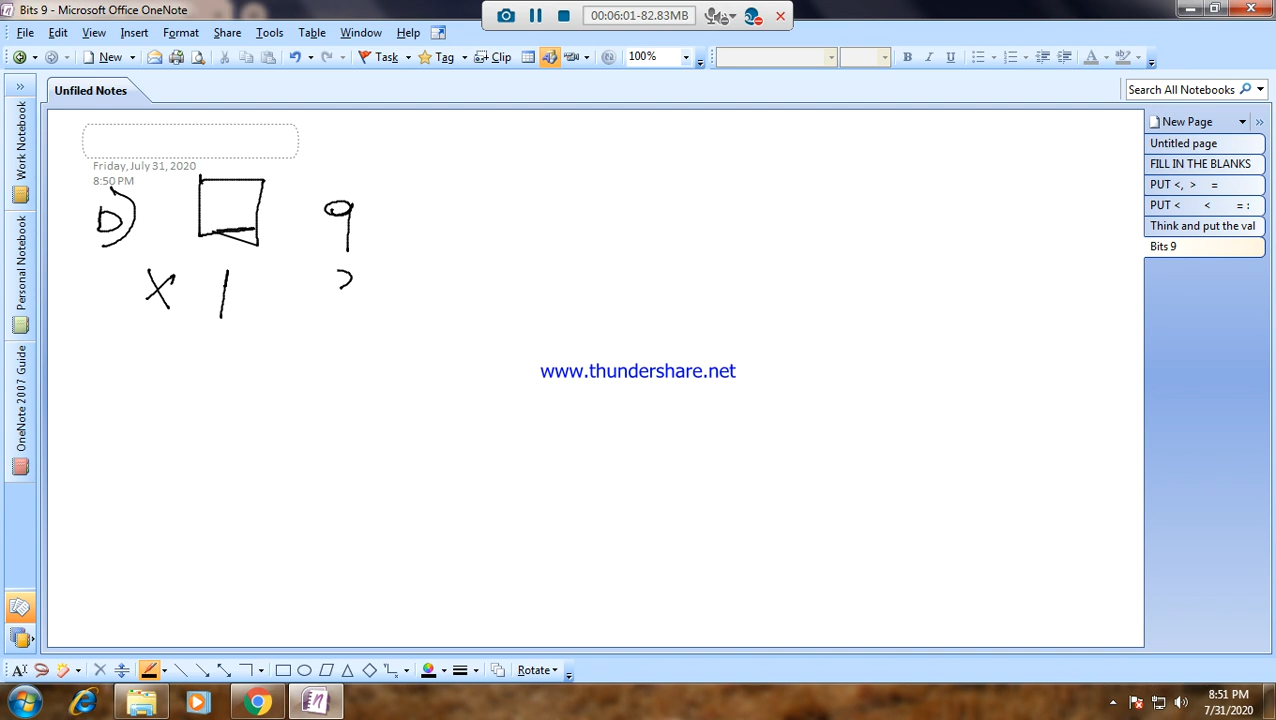 Bits 9 - Microsoft Office OneNote
00:06:01-82.83MB
File Edit View Insert Format Share Tools Table Window Help
New Task Tag Clip 100% B I U A ab
Unfiled Notes
Search All Notebooks
Work Notebook
Personal Notebook
OneNote 2007 Guide
New Page
Untitled page
FILL IN THE BLANKS
PUT <, > =
PUT < < = :
Think and put the val
Bits 9
Friday, July 31, 2020
8:50 PM
D) 9
X 1
www.thundershare.net
Rotate
8:51 PM
7/31/2020